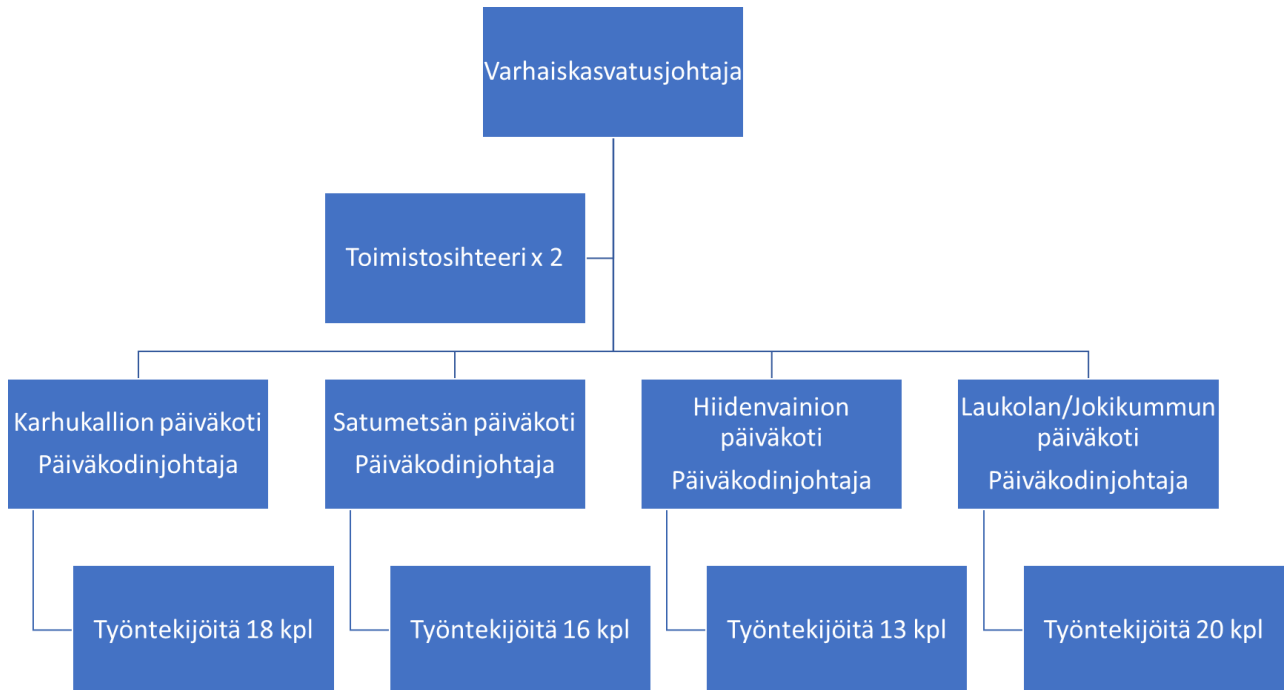 Varhaiskasvatusjohtaja
Toimistosihteeri x 2
Karhukallion päiväkoti
Päiväkodinjohtaja
Satumetsän päiväkoti
Päiväkodinjohtaja
Hiidenvainion
päiväkoti
Päiväkodinjohtaja
Laukolan/Jokikummun
päiväkoti
Päiväkodinjohtaja
Työntekijöitä 18 kpl
Työntekijöitä 16 kpl
Työntekijöitä 13 kpl
Työntekijöitä 20 kpl